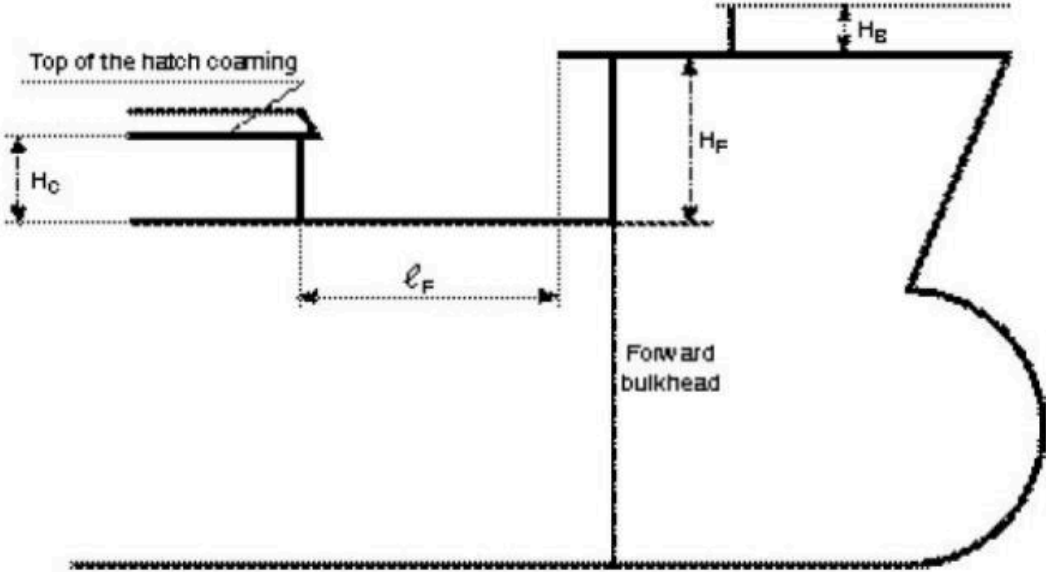 H_B
Top of the hatch coaming
H_F
H_C
ℓ_F
Forward
bulkhead